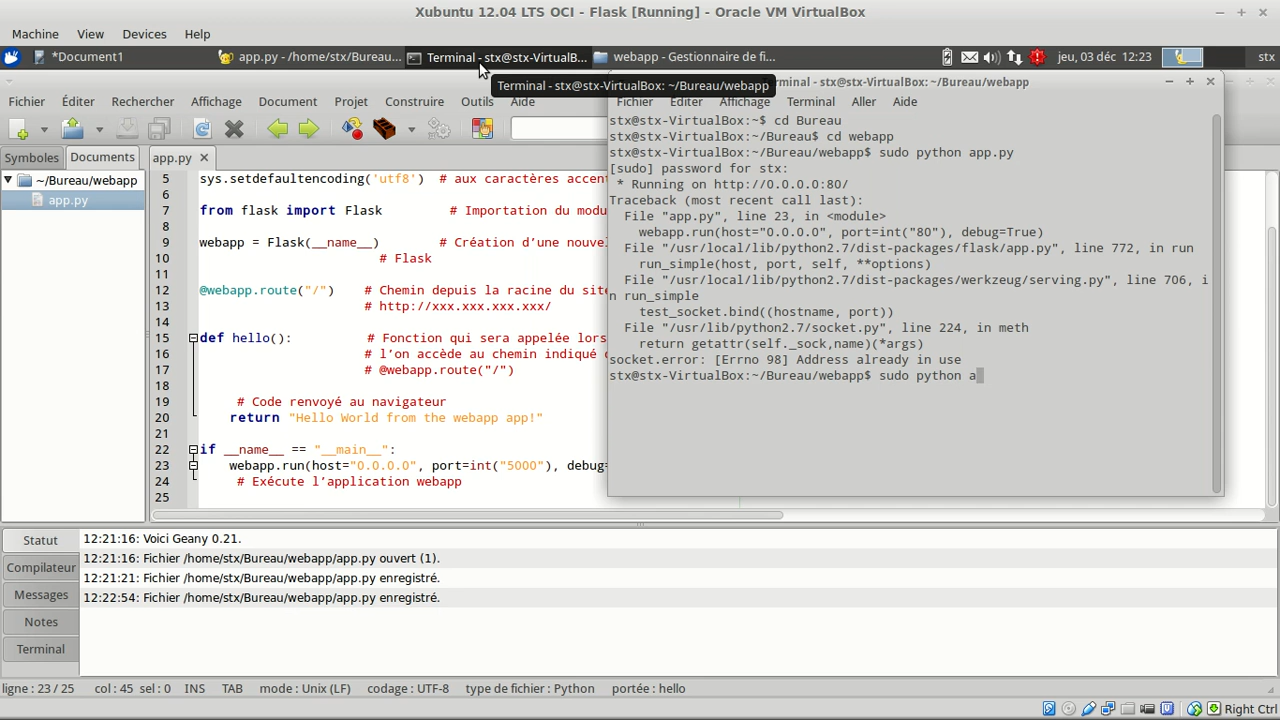 Xubuntu 12.04 LTS OCI - Flask [Running] - Oracle VM VirtualBox
Machine View Devices Help
*Document1 app.py - /home/stx/Bureau... Terminal - stx@stx-VirtualB... webapp - Gestionnaire de fi... jeu, 03 déc 12:23 stx
Terminal - stx@stx-VirtualBox: ~/Bureau/webapp
rminal - stx@stx-VirtualBox: ~/Bureau/webapp
Fichier Éditer Rechercher Affichage Document Projet Construire Outils Aide
Fichier Éditer Affichage Terminal Aller Aide
Symboles Documents
~/Bureau/webapp
app.py
app.py
5 sys.setdefaultencoding('utf8') # aux caractères accen
6
7 from flask import Flask # Importation du modu
8
9 webapp = Flask(__name__) # Création d'une nouve
10 # Flask
11
12 @webapp.route("/") # Chemin depuis la racine du site
13 # http://xxx.xxx.xxx.xxx/
14
15 def hello(): # Fonction qui sera appelée lors
16 # l'on accède au chemin indiqué
17 # @webapp.route("/")
18
19 # Code renvoyé au navigateur
20 return "Hello World from the webapp app!"
21
22 if __name__ == "__main__":
23 webapp.run(host="0.0.0.0", port=int("5000"), debug=
24 # Exécute l'application webapp
25
stx@stx-VirtualBox:~$ cd Bureau
stx@stx-VirtualBox:~/Bureau$ cd webapp
stx@stx-VirtualBox:~/Bureau/webapp$ sudo python app.py
[sudo] password for stx:
* Running on http://0.0.0.0:80/
Traceback (most recent call last):
File "app.py", line 23, in <module>
webapp.run(host="0.0.0.0", port=int("80"), debug=True)
File "/usr/local/lib/python2.7/dist-packages/flask/app.py", line 772, in run
run_simple(host, port, self, **options)
File "/usr/local/lib/python2.7/dist-packages/werkzeug/serving.py", line 706, i
n run_simple
test_socket.bind((hostname, port))
File "/usr/lib/python2.7/socket.py", line 224, in meth
return getattr(self._sock,name)(*args)
socket.error: [Errno 98] Address already in use
stx@stx-VirtualBox:~/Bureau/webapp$ sudo python a
Statut
Compilateur
Messages
Notes
Terminal
12:21:16: Voici Geany 0.21.
12:21:16: Fichier /home/stx/Bureau/webapp/app.py ouvert (1).
12:21:21: Fichier /home/stx/Bureau/webapp/app.py enregistré.
12:22:54: Fichier /home/stx/Bureau/webapp/app.py enregistré.
ligne : 23 / 25 col : 45 sel : 0 INS TAB mode : Unix (LF) codage : UTF-8 type de fichier : Python portée : hello
Right Ctrl